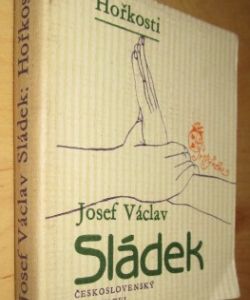 Hořkosti
Josef Václav
Sládek
ČESKOSLOVENSKÝ
Josef Václav Sládek: Hořkosti